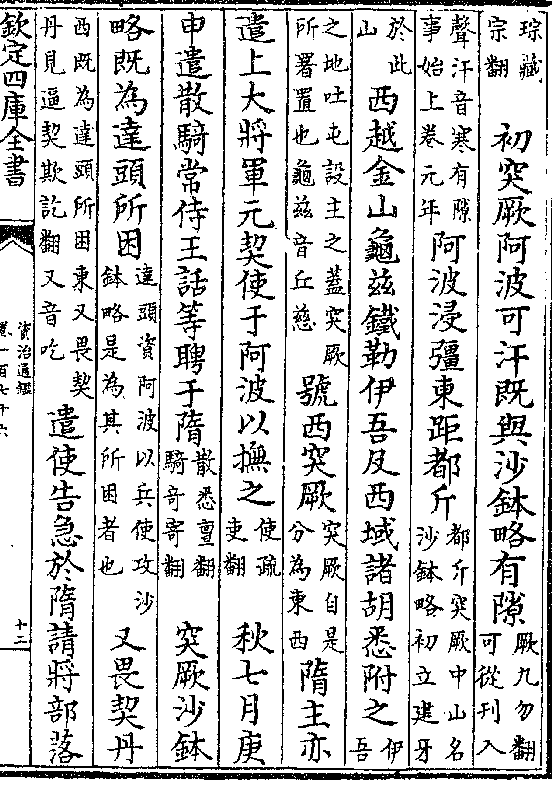 琮藏宗翻初突厥阿波可汗既與沙鉢略有隙厥九勿翻可從刊入
聲汗音寒有隙事始上卷元年阿波浸彊東距都斤都斤突厥中山名沙鉢略初立建牙
於此山西越金山龜茲鐵勒伊吾及西域諸胡悉附之伊吾
之地吐屯設主之蓋突厥所署置也龜茲音丘慈號西突厥突厥自是分為東西隋主亦
遣上大將軍元契使于阿波以撫之使疏吏翻秋七月庚
申遣散騎常侍王話等聘于隋散悉亶翻騎奇寄翻突厥沙鉢
略既為達頭所困達頭資阿波以兵使攻沙鉢略是為其所困者也又畏契丹
西既為達頭所困東又畏契丹見逼契欺訖翻又音吃遣使告急於隋請將部落
欽定四庫全書
資治通鑑
卷一百七十六
十二